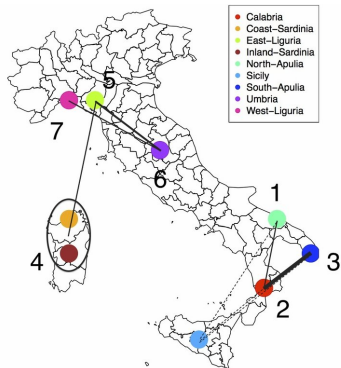 Calabria
Coast-Sardinia
East-Liguria
Inland-Sardinia
North-Apulia
Sicily
South-Apulia
Umbria
West-Liguria
5
7
6
1
4
3
2